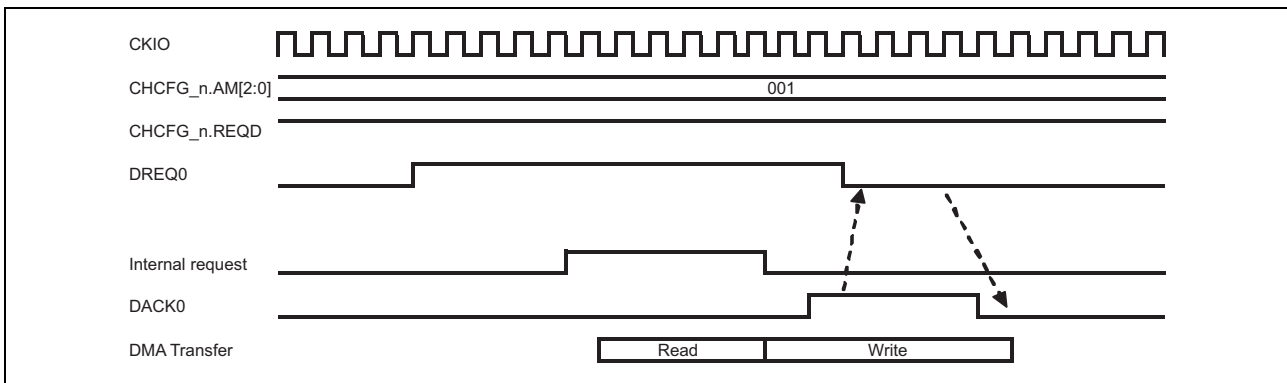 CKIO
CHCFG_n.AM[2:0] 001
CHCFG_n.REQD
DREQ0
Internal request
DACK0
DMA Transfer Read Write